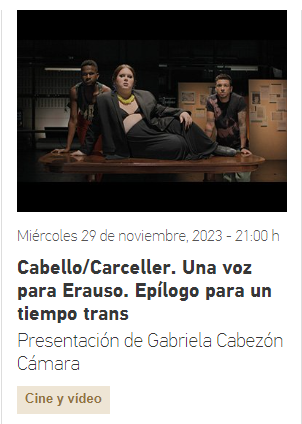 Miércoles 29 de noviembre, 2023 - 21:00 h
Cabello/Carceller. Una voz
para Erauso. Epílogo para un
tiempo trans
Presentación de Gabriela Cabezón
Cámara
Cine y vídeo